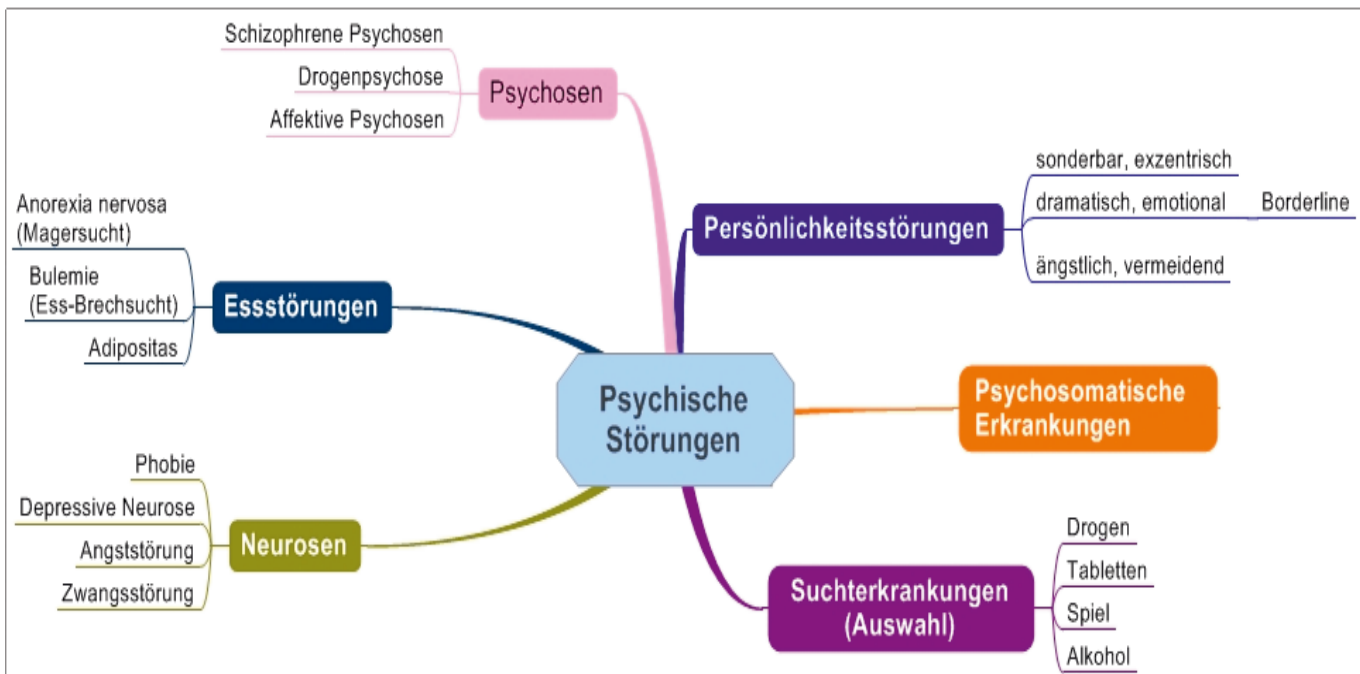 Schizophrene Psychosen
Drogenpsychose
Affektive Psychosen
Psychosen
sonderbar, exzentrisch
dramatisch, emotional
Borderline
ängstlich, vermeidend
Persönlichkeitsstörungen
Anorexia nervosa
(Magersucht)
Bulemie
(Ess-Brechsucht)
Adipositas
Essstörungen
Psychische
Störungen
Psychosomatische
Erkrankungen
Phobie
Depressive Neurose
Angststörung
Zwangsstörung
Neurosen
Suchterkrankungen
(Auswahl)
Drogen
Tabletten
Spiel
Alkohol